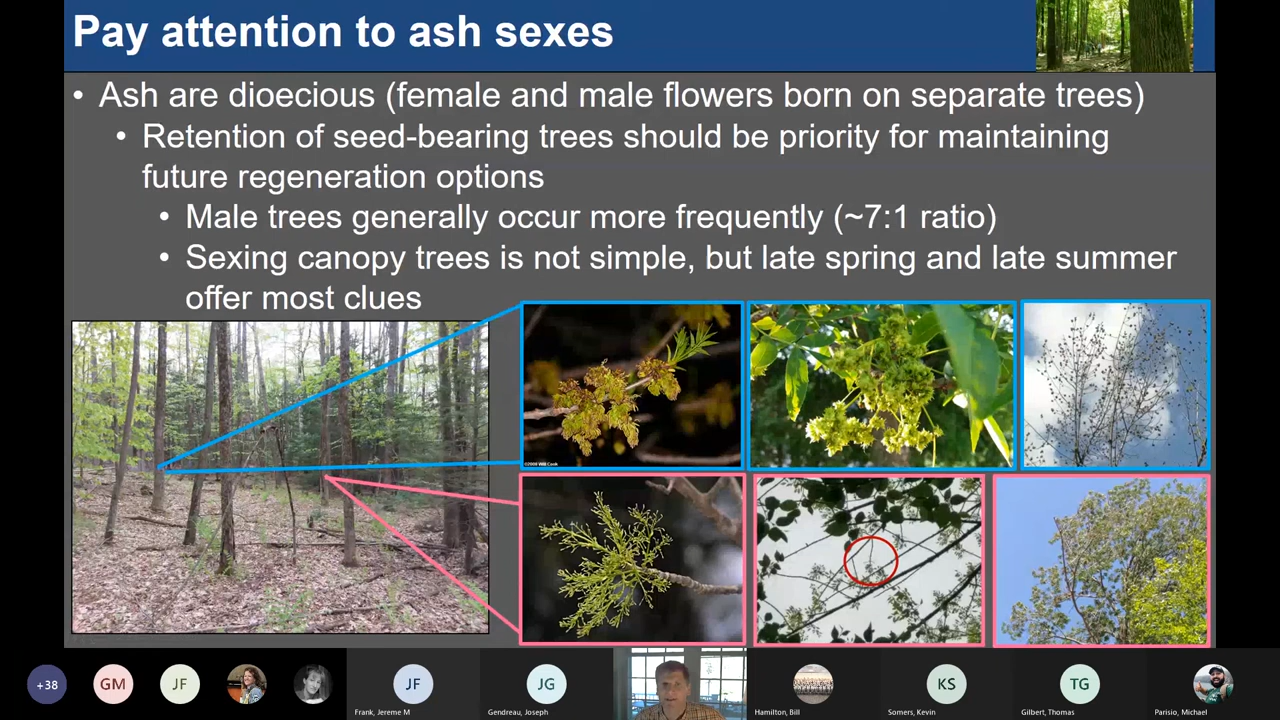 Pay attention to ash sexes
• Ash are dioecious (female and male flowers born on separate trees)
• Retention of seed-bearing trees should be priority for maintaining
future regeneration options
• Male trees generally occur more frequently (~7:1 ratio)
• Sexing canopy trees is not simple, but late spring and late summer
offer most clues
©2008 Will Cook
+38
GM
JF
JF
JG
KS
TG
Frank, Jereme M
Gendreau, Joseph
Hamilton, Bill
Somers, Kevin
Gilbert, Thomas
Parisio, Michael